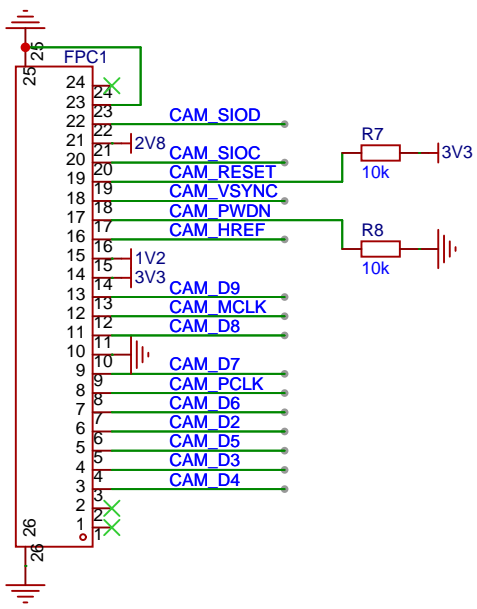 25
25
FPC1
24
24
23
23
22
CAM_SIOD
22
21
2V8
21
20
CAM_SIOC
20
19
CAM_RESET
19
18
CAM_VSYNC
18
17
CAM_PWDN
17
16
CAM_HREF
16
15
1V2
15
14
3V3
14
13
CAM_D9
13
12
CAM_MCLK
12
11
CAM_D8
11
10
10
9
CAM_D7
9
8
CAM_PCLK
8
7
CAM_D6
7
6
CAM_D2
6
5
CAM_D5
5
4
CAM_D3
4
3
CAM_D4
3
2
2
1
1
26
26
R7
10k
3V3
R8
10k